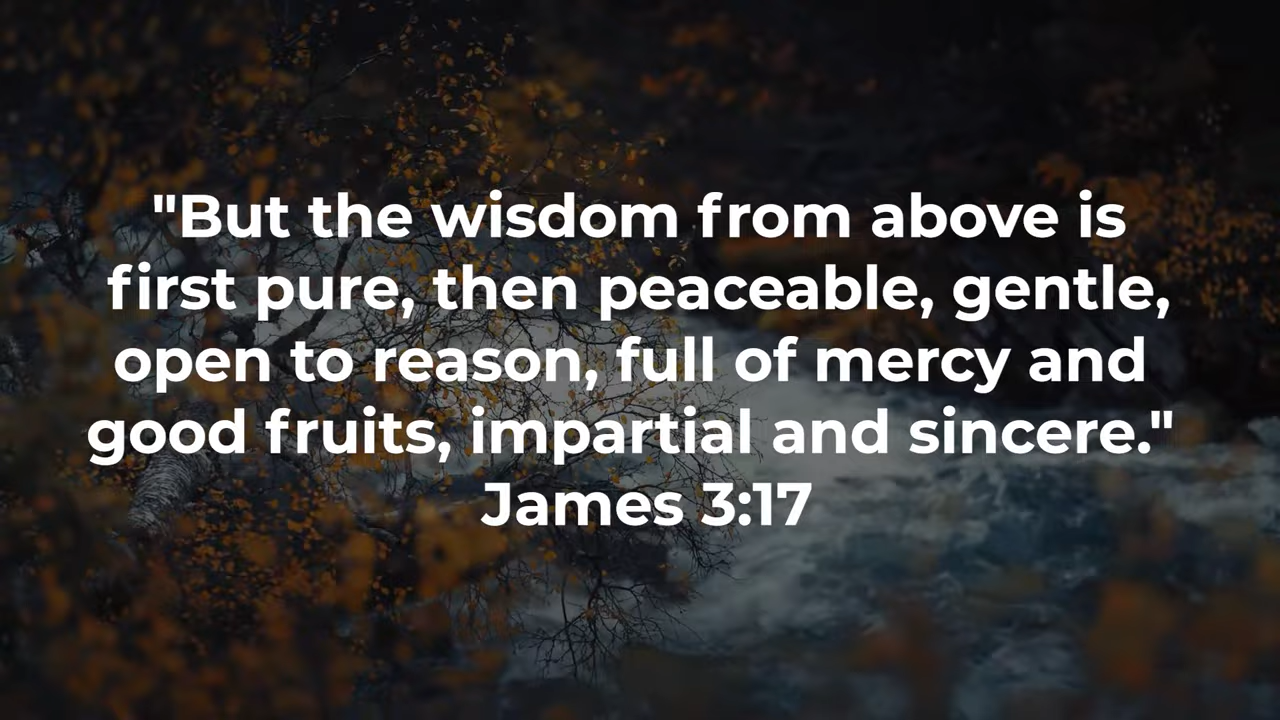 "But the wisdom from above is
first pure, then peaceable, gentle,
open to reason, full of mercy and
good fruits, impartial and sincere."
James 3:17